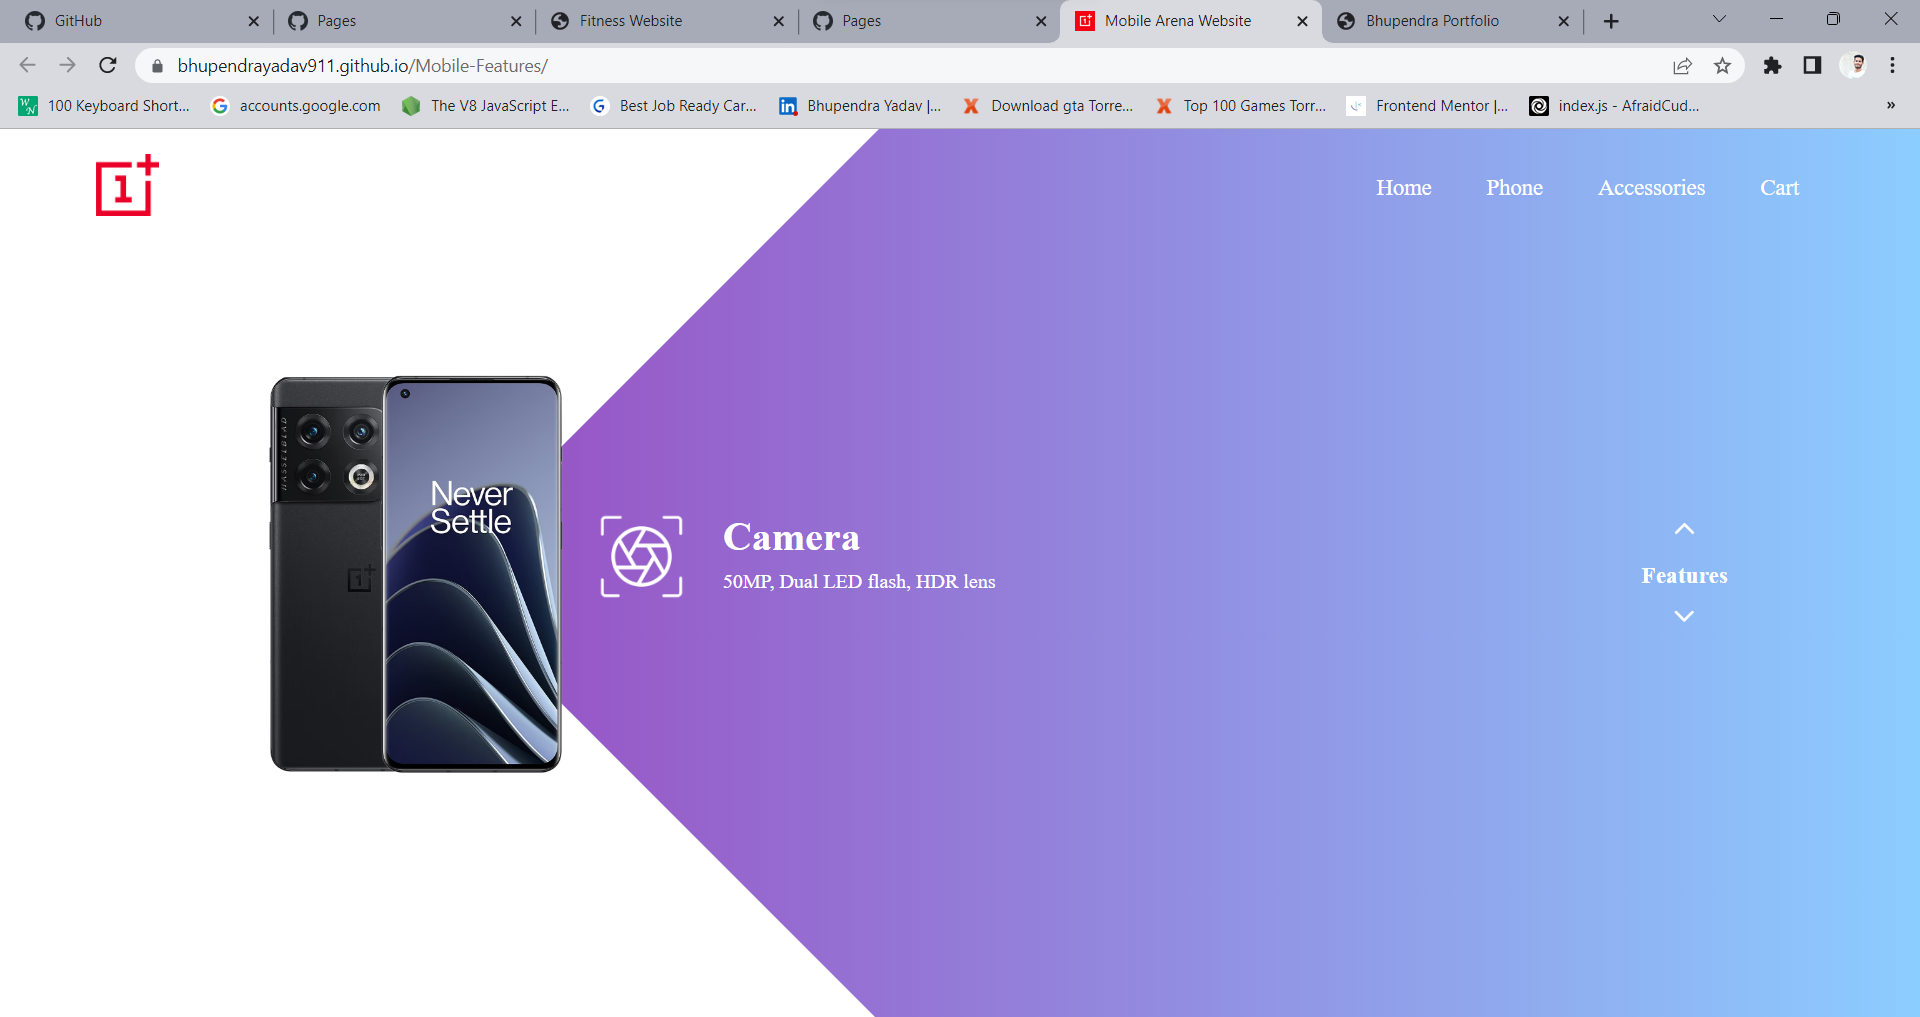 GitHub
Pages
Fitness Website
Pages
Mobile Arena Website
Bhupendra Portfolio
bhupendrayadav911.github.io/Mobile-Features/
100 Keyboard Short...
accounts.google.com
The V8 JavaScript E...
Best Job Ready Car...
Bhupendra Yadav |...
Download gta Torre...
Top 100 Games Torr...
Frontend Mentor |...
index.js - AfraidCud...
»
1+
Home
Phone
Accessories
Cart
HASSELBLAD
Never
Settle
Camera
50MP, Dual LED flash, HDR lens
Features